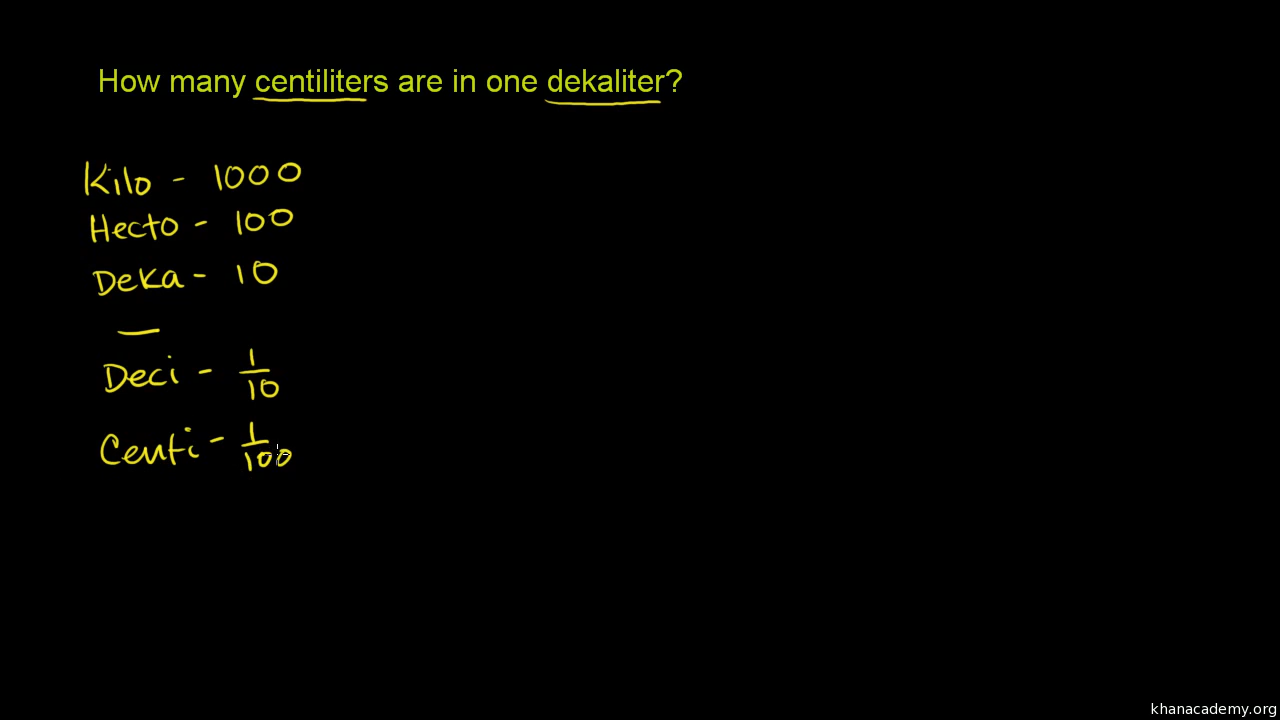 How many centiliters are in one dekaliter?
Kilo - 1000
Hecto - 100
Deka - 10
—
Deci - 1/10
Centi - 1/100
khanacademy.org